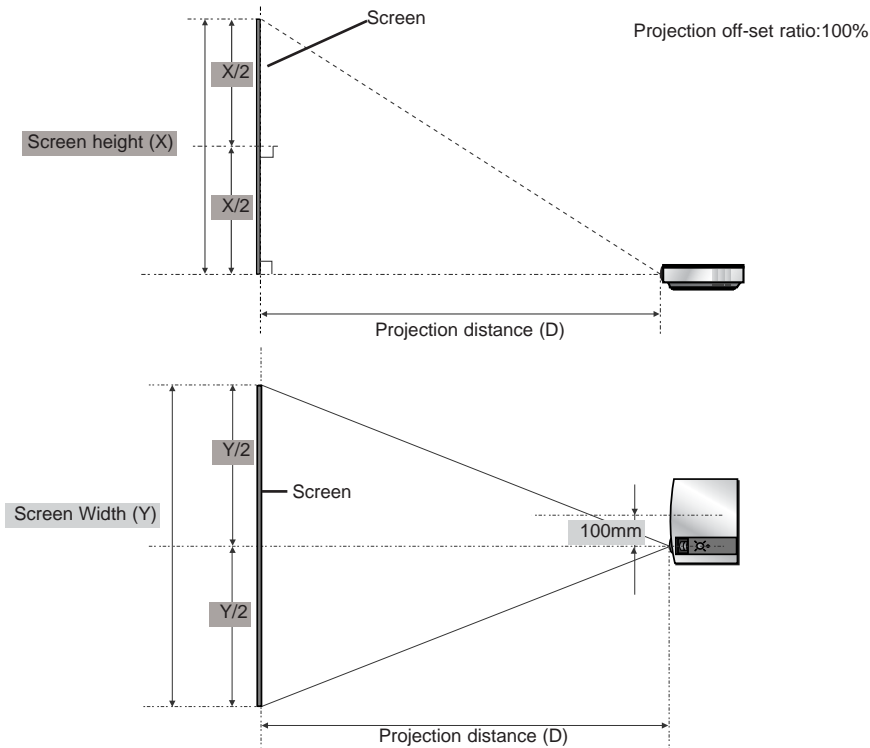 Screen
Projection off-set ratio:100%
X/2
Screen height (X)
X/2
Projection distance (D)
Y/2
Screen
Screen Width (Y)
100mm
Y/2
Projection distance (D)